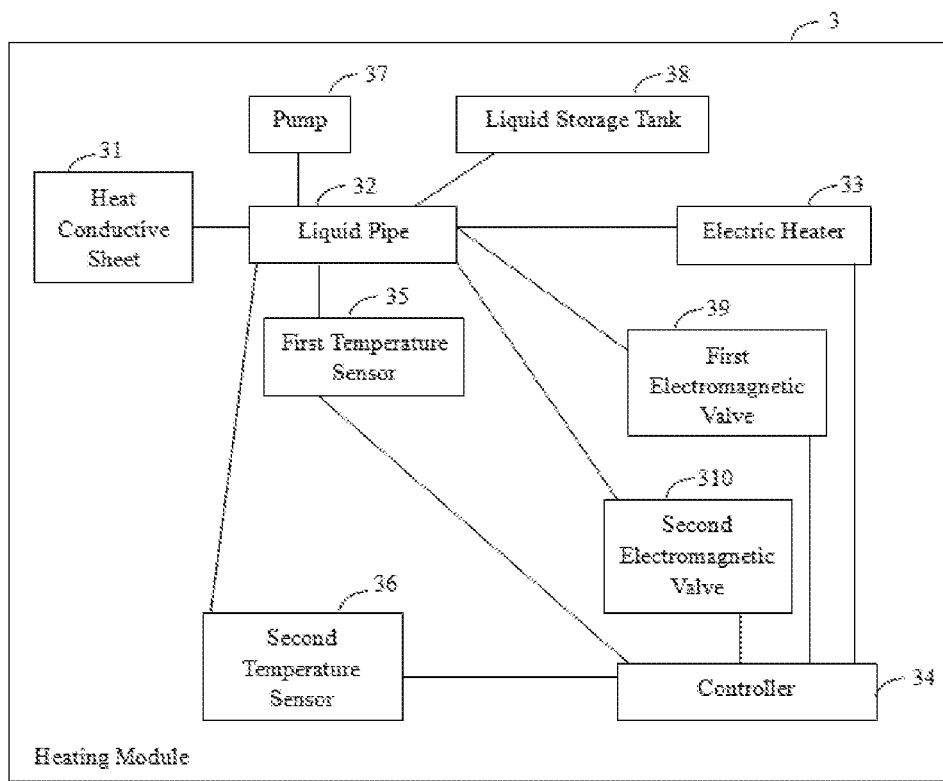 3
37
Pump
38
Liquid Storage Tank
31
Heat
Conductive
Sheet
32
Liquid Pipe
33
Electric Heater
35
First Temperature
Sensor
39
First
Electromagnetic
Valve
310
Second
Electromagnetic
Valve
36
Second
Temperature
Sensor
Controller
34
Heating Module